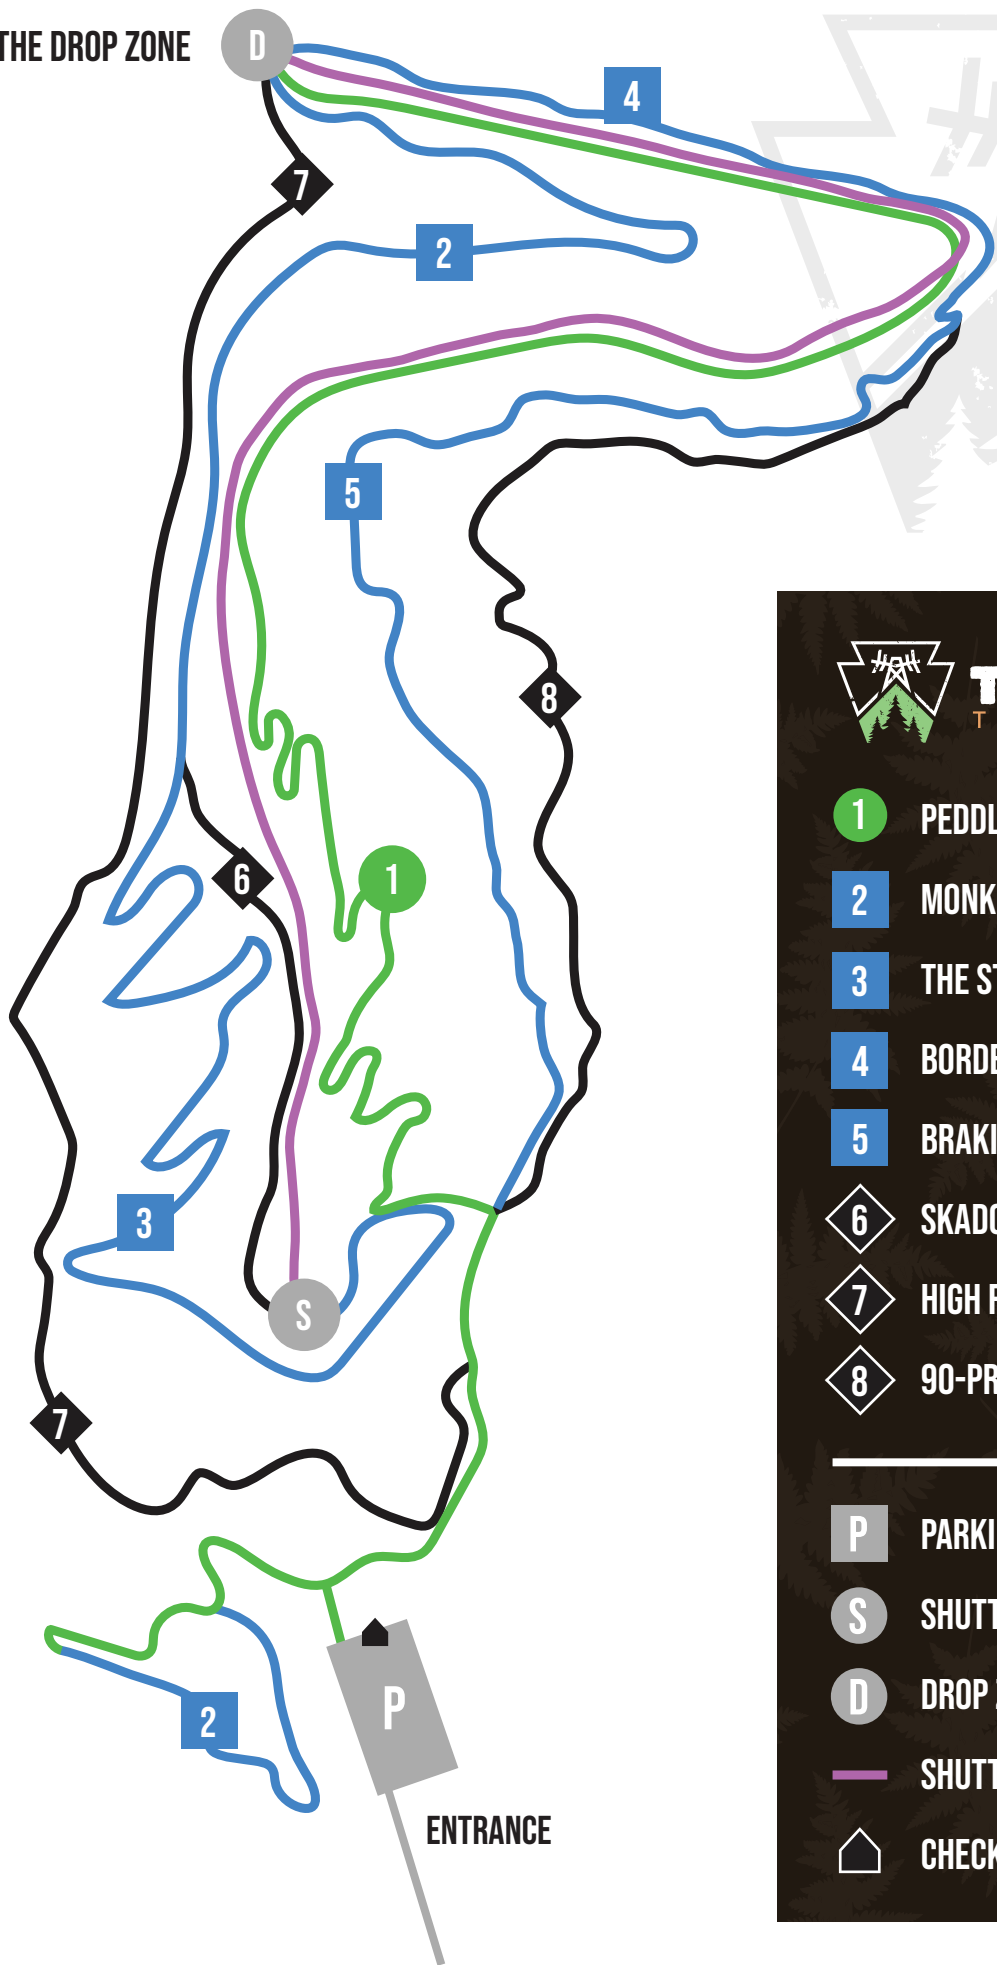 THE DROP ZONE
D
4
7
2
5
8
1
6
3
S
7
2
P
ENTRANCE
T
T
1 PEDDL
2 MONK
3 THE ST
4 BORDE
5 BRAKI
6 SKADO
7 HIGH F
8 90-PR
P PARKI
S SHUTT
D DROP
SHUTT
CHECK